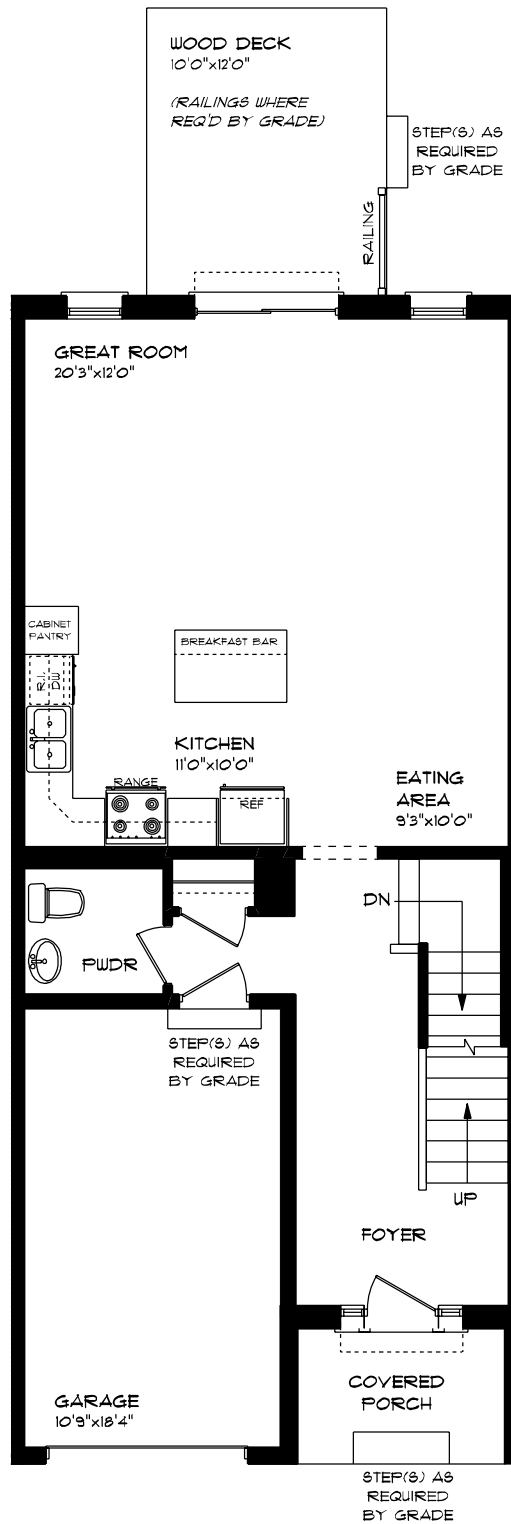 WOOD DECK
10'0"x12'0"
(RAILINGS WHERE
REQ'D BY GRADE)
STEP(S) AS
REQUIRED
BY GRADE
RAILING
GREAT ROOM
20'3"x12'0"
CABINET
PANTRY
BREAKFAST BAR
R.I.
DW
KITCHEN
11'0"x10'0"
RANGE
REF
EATING
AREA
9'3"x10'0"
DN
PWDR
STEP(S) AS
REQUIRED
BY GRADE
UP
FOYER
COVERED
PORCH
GARAGE
10'9"x18'4"
STEP(S) AS
REQUIRED
BY GRADE